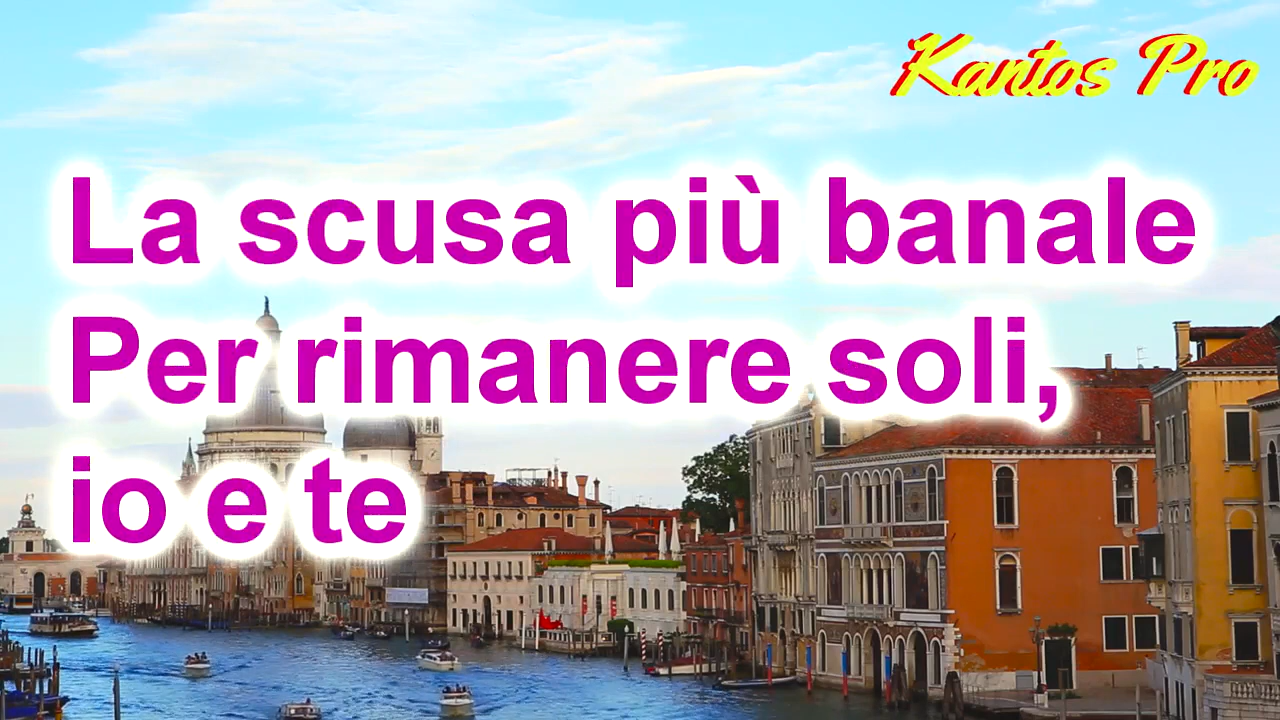 Kantos Pro
La scusa più banale
Per rimanere soli,
io e te